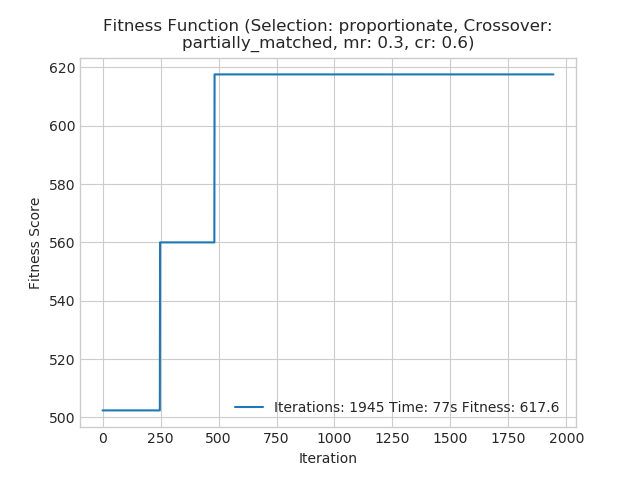 Fitness Function (Selection: proportionate, Crossover:
partially_matched, mr: 0.3, cr: 0.6)
620
600
580
560
540
520
500
Fitness Score
Iterations: 1945 Time: 77s Fitness: 617.6
0 250 500 750 1000 1250 1500 1750 2000
Iteration